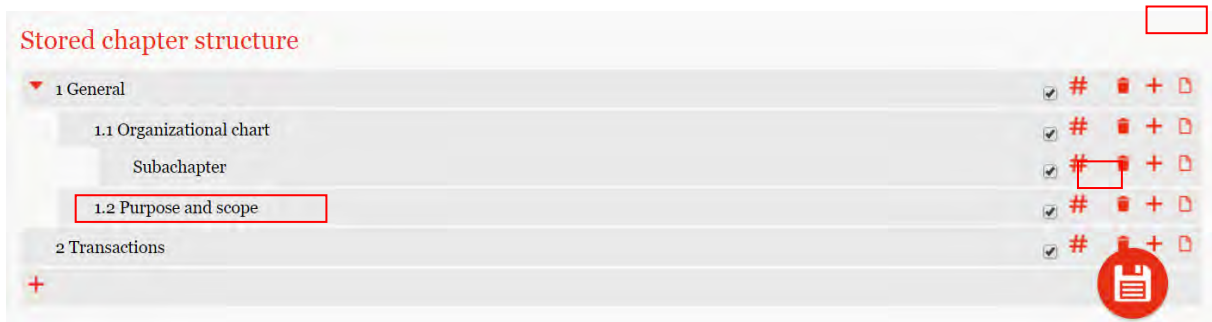 Stored chapter structure
1 General
#
+
1.1 Organizational chart
#
+
Subachapter
#
+
1.2 Purpose and scope
#
+
2 Transactions
#
+
+